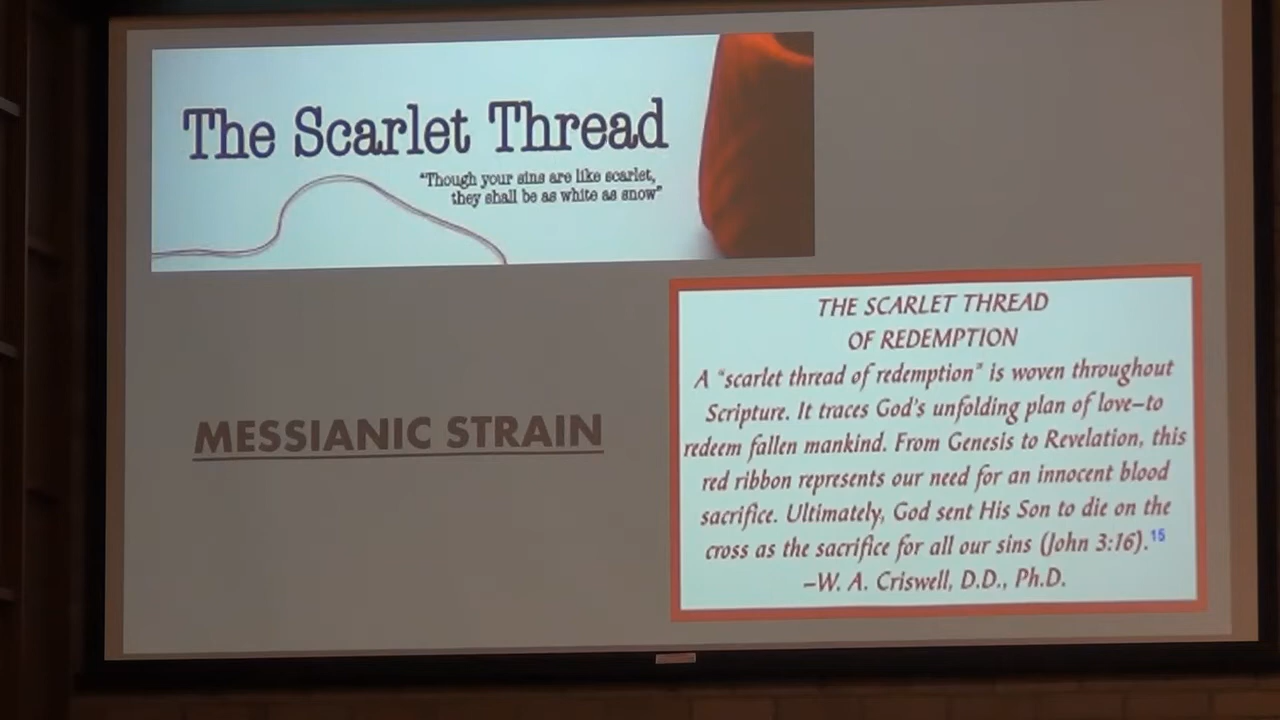 The Scarlet Thread
“Though your sins are like scarlet,
they shall be as white as snow”
MESSIANIC STRAIN
THE SCARLET THREAD
OF REDEMPTION
A “scarlet thread of redemption” is woven throughout
Scripture. It traces God's unfolding plan of love–to
redeem fallen mankind. From Genesis to Revelation, this
red ribbon represents our need for an innocent blood
sacrifice. Ultimately, God sent His Son to die on the
cross as the sacrifice for all our sins (John 3:16).15
–W. A. Criswell, D.D., Ph.D.